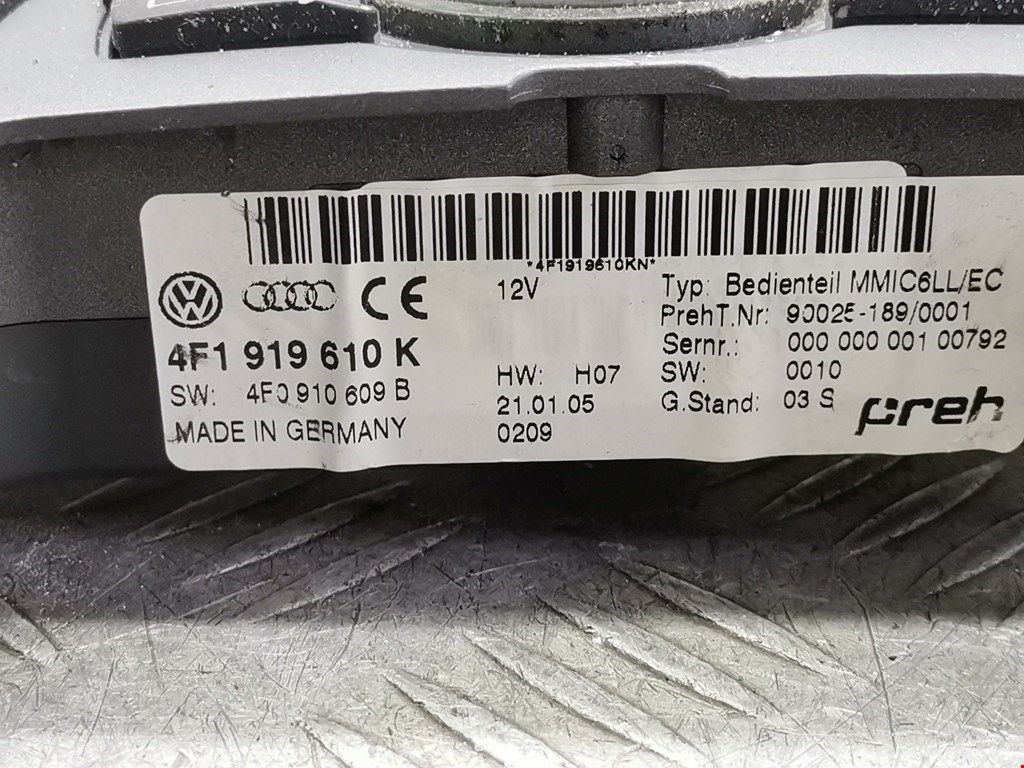 *4F1919610KN*
12V
Typ: Bedienteil MMIC6LL/EC
PrehT.Nr: 90025-189/0001
CE
4F1 919 610 K
Sernr.: 000 000 001 00792
SW: 4F0 910 609 B
HW: H07
SW: 0010
21.01.05
G.Stand: 03 S
MADE IN GERMANY
0209
preh